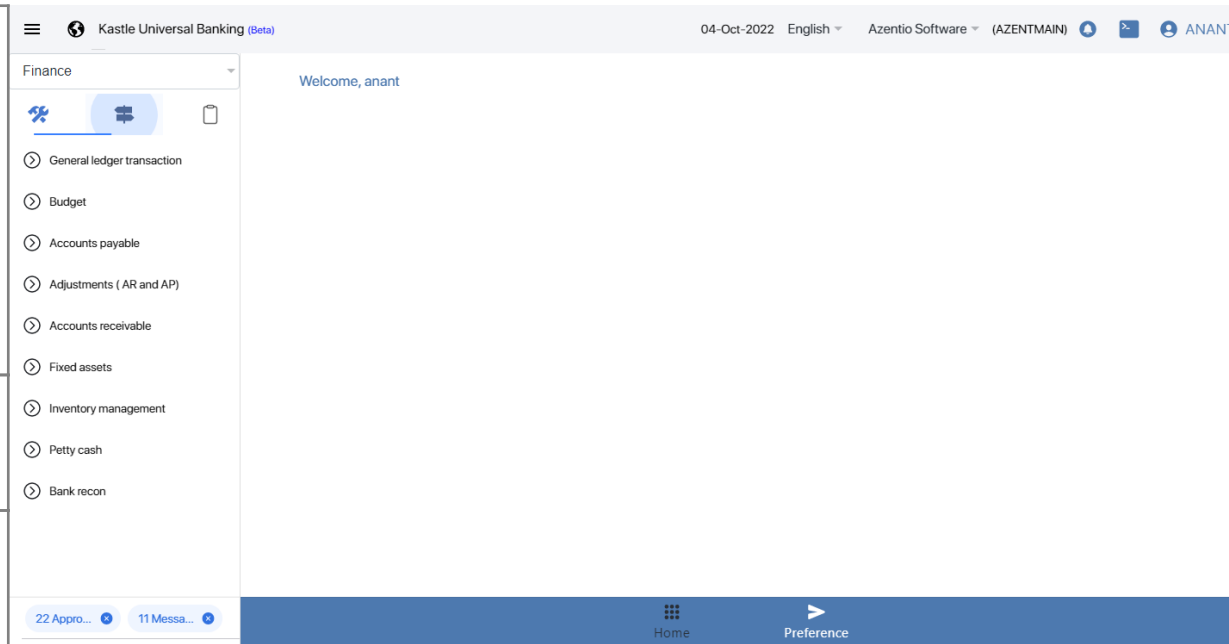 Kastle Universal Banking (Beta) 04-Oct-2022 English Azentio Software (AZENTMAIN) >- ANANT
Finance
Welcome, anant
General ledger transaction
Budget
Accounts payable
Adjustments ( AR and AP)
Accounts receivable
Fixed assets
Inventory management
Petty cash
Bank recon
22 Appro... 11 Messa...
Home Preference